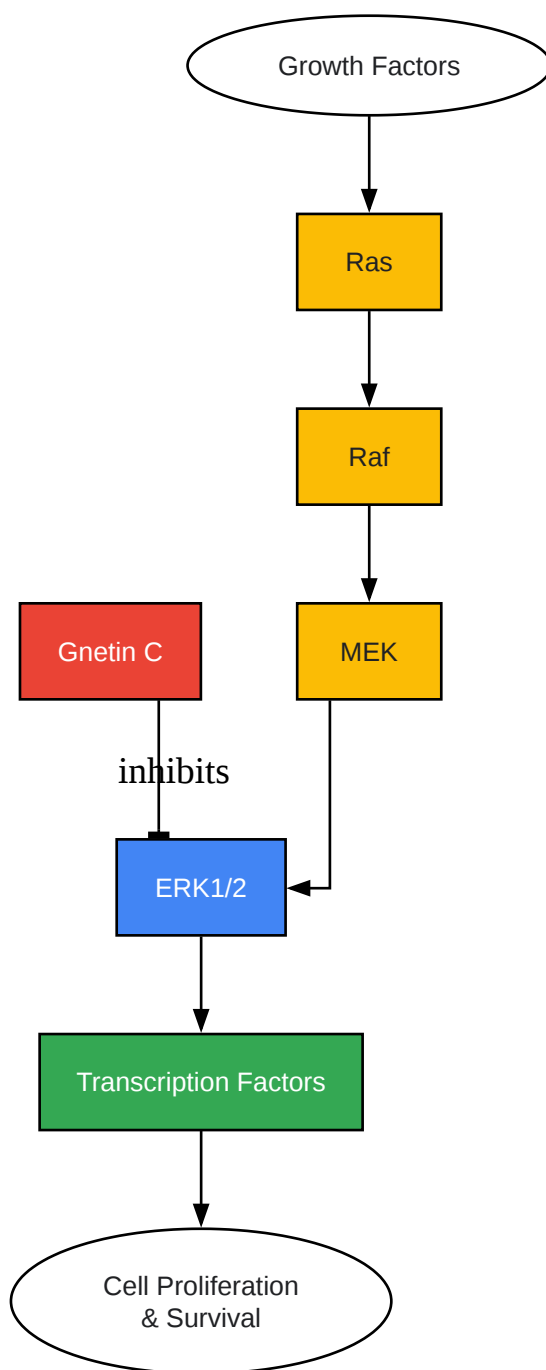 Growth Factors
Ras
Raf
Gnetin C
MEK
inhibits
ERK1/2
Transcription Factors
Cell Proliferation
& Survival